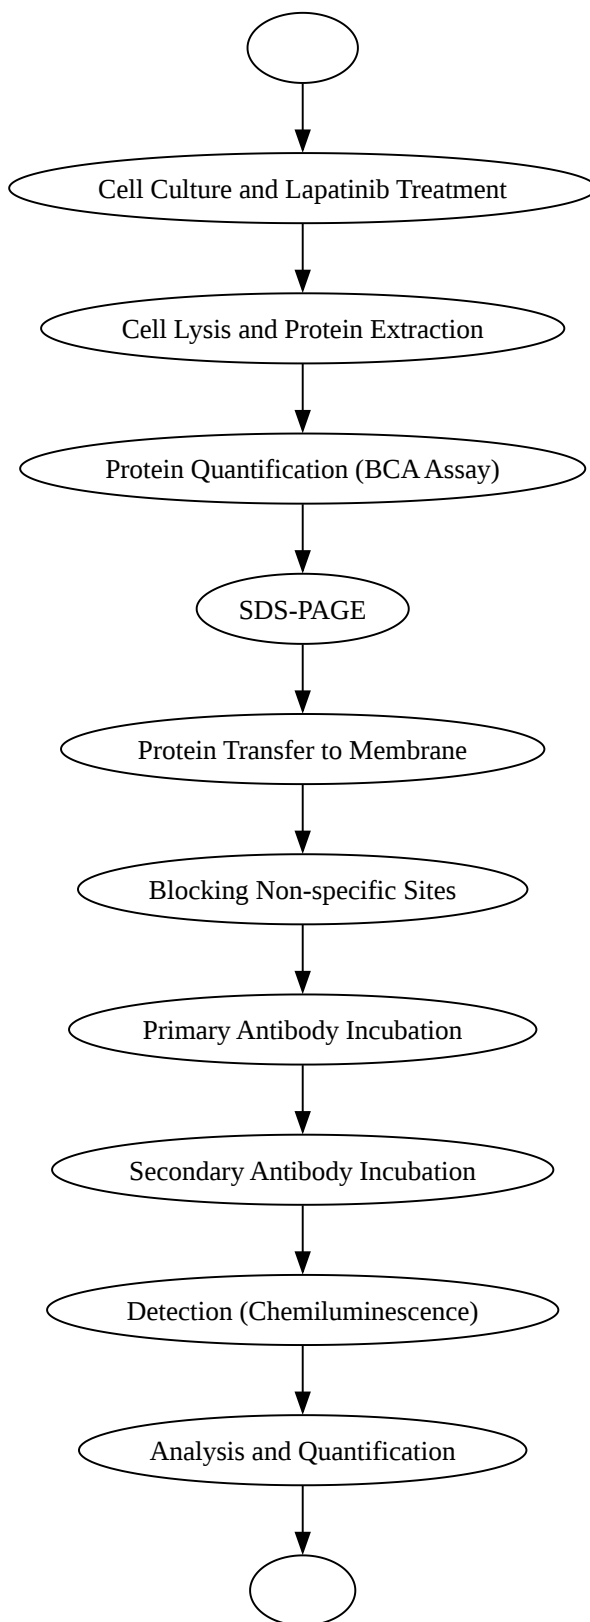 Cell Culture and Lapatinib Treatment
Cell Lysis and Protein Extraction
Protein Quantification (BCA Assay)
SDS-PAGE
Protein Transfer to Membrane
Blocking Non-specific Sites
Primary Antibody Incubation
Secondary Antibody Incubation
Detection (Chemiluminescence)
Analysis and Quantification